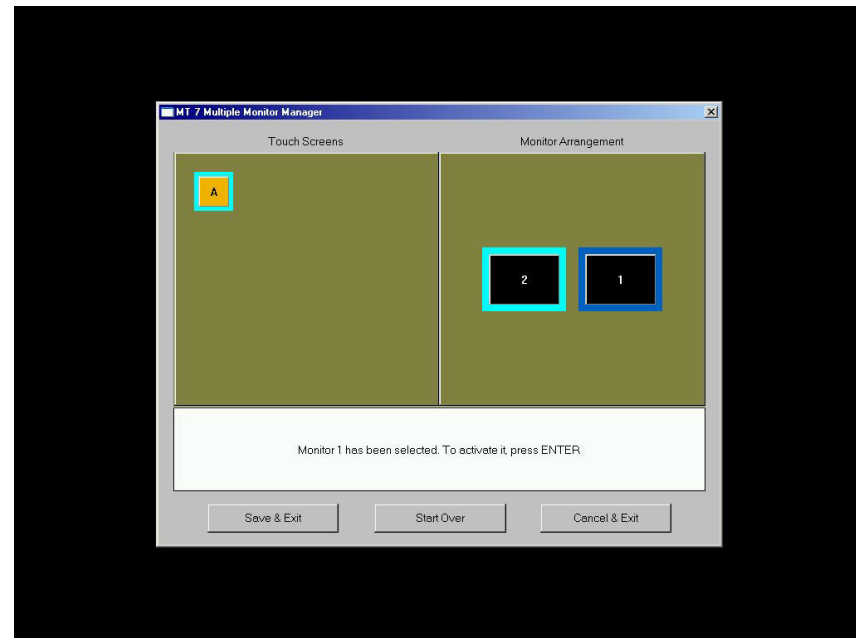 MT 7 Multiple Monitor Manager
Touch Screens
Monitor Arrangement
A
2
1
Monitor 1 has been selected. To activate it, press ENTER
Save & Exit
Start Over
Cancel & Exit